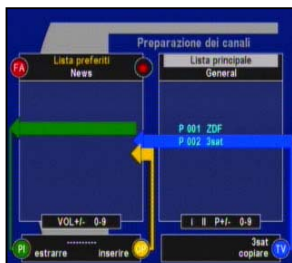 Preparazione dei canali
FA
Lista preferiti
News
Lista principale
General
P 001 ZDF
P 002 3sat
VOL+/- 0-9
I II P+/- 0-9
PI
----------
estrarre inserire
3sat
copiare
TV